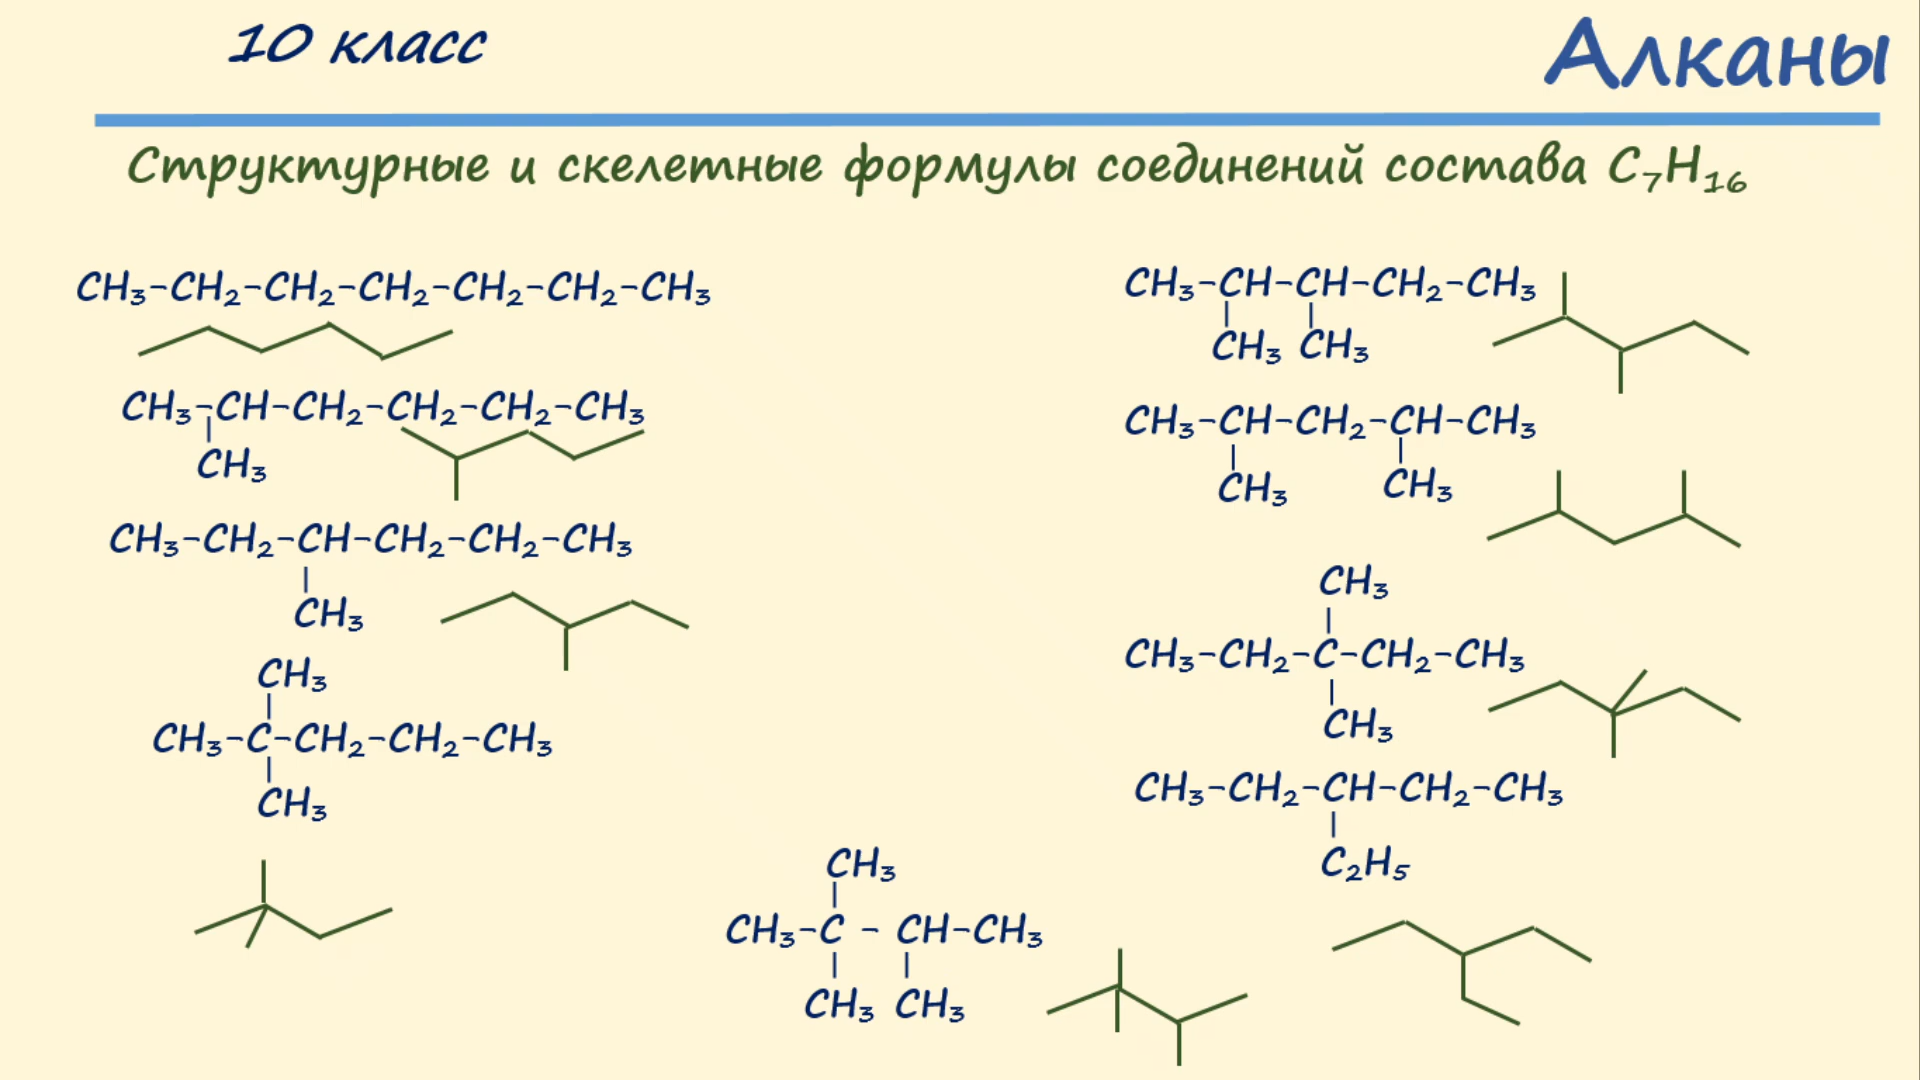 10 класс
Алканы
Структурные и скелетные формулы соединений состава C₇H₁₆
CH₃-CH₂-CH₂-CH₂-CH₂-CH₂-CH₃
CH₃-CH-CH₂-CH₂-CH₂-CH₃
CH₃
CH₃-CH₂-CH-CH₂-CH₂-CH₃
CH₃
CH₃
CH₃-C-CH₂-CH₂-CH₃
CH₃
CH₃
CH₃-C - CH-CH₃
CH₃ CH₃
CH₃-CH-CH-CH₂-CH₃
CH₃ CH₃
CH₃-CH-CH₂-CH-CH₃
CH₃ CH₃
CH₃
CH₃-CH₂-C-CH₂-CH₃
CH₃
CH₃-CH₂-CH-CH₂-CH₃
C₂H₅